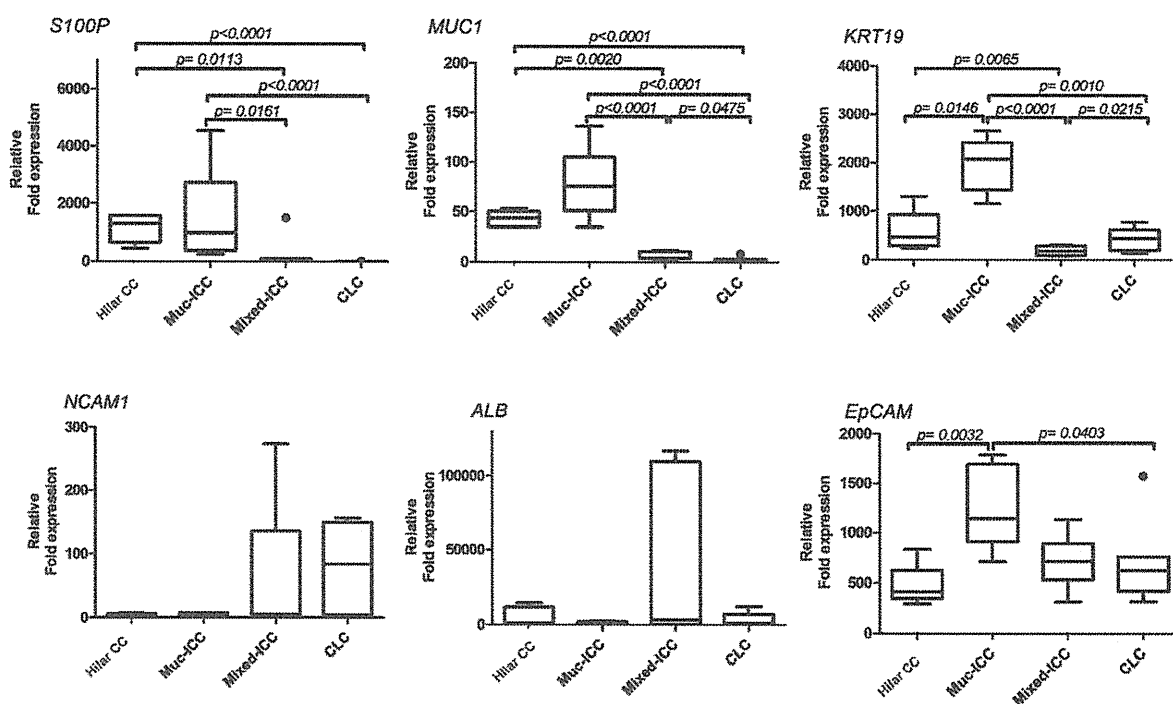 S100P
p<0.0001
p= 0.0113
p<0.0001
p= 0.0161
Relative
Fold expression
6000
4000
2000
0
Hilar CC
Muc-ICC
Mixed-ICC
CLC
MUC1
p<0.0001
p= 0.0020
p<0.0001
p<0.0001
p= 0.0475
Relative
Fold expression
200
150
100
50
0
Hilar CC
Muc-ICC
Mixed-ICC
CLC
KRT19
p= 0.0065
p= 0.0010
p= 0.0146
p<0.0001
p= 0.0215
Relative
Fold expression
4000
3000
2000
1000
0
Hilar CC
Muc-ICC
Mixed-ICC
CLC
NCAM1
Relative
Fold expression
300
200
100
0
Hilar CC
Muc-ICC
Mixed-ICC
CLC
ALB
Relative
Fold expression
100000
50000
0
Hilar CC
Muc-ICC
Mixed-ICC
CLC
EpCAM
p= 0.0032
p= 0.0403
Relative
Fold expression
2000
1500
1000
500
0
Hilar CC
Muc-ICC
Mixed-ICC
CLC